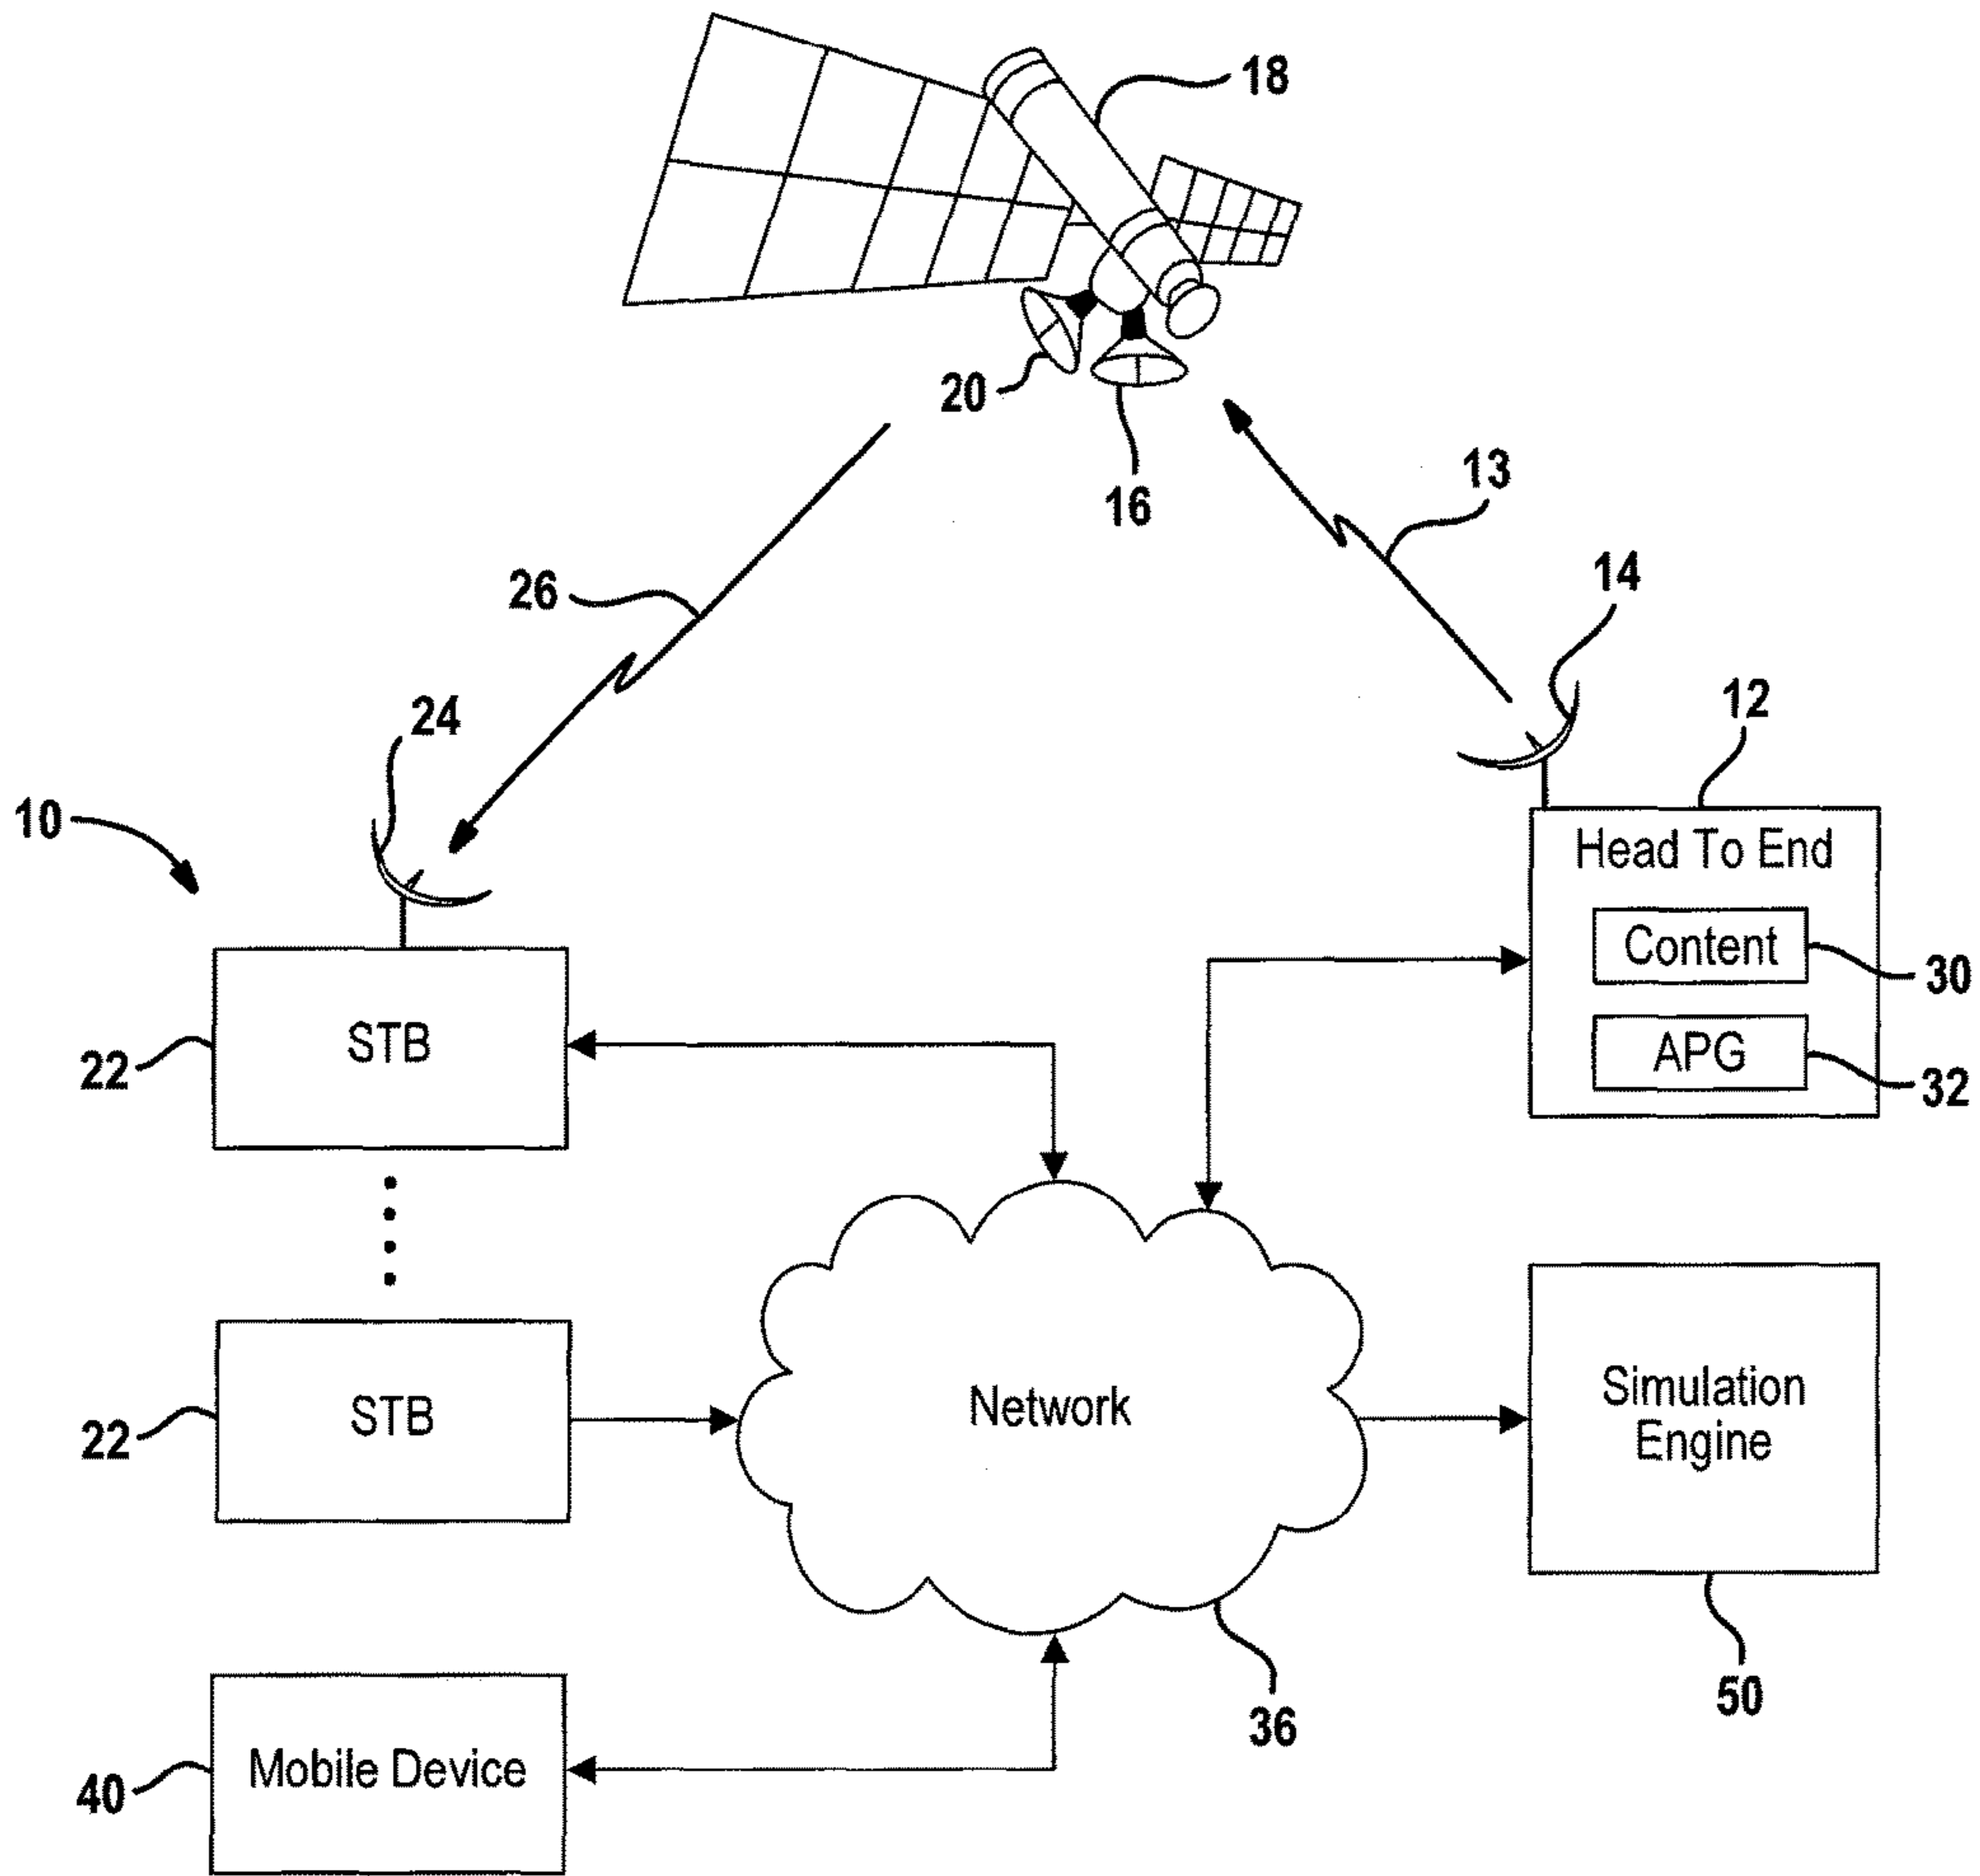 18
20
16
13
14
26
24
12
10
Head To End
Content
30
STB
22
APG
32
STB
22
Network
Simulation
Engine
36
50
Mobile Device
40